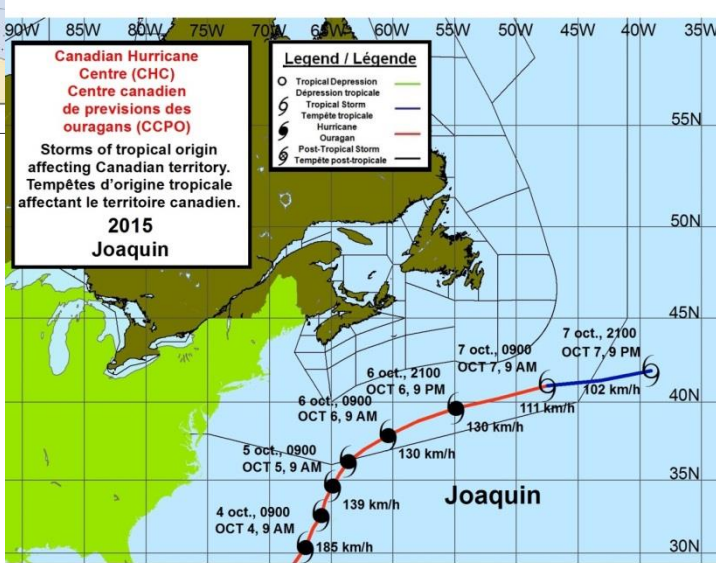 90W 85W 80W 75W 70W 65W 60W 55W 50W 45W 40W 35W
Canadian Hurricane
Centre (CHC)
Centre canadien
de previsions des
ouragans (CCPO)
Storms of tropical origin
affecting Canadian territory.
Tempêtes d'origine tropicale
affectant le territoire canadien.
2015
Joaquin
Legend / Légende
Tropical Depression
Dépression tropicale
Tropical Storm
Tempête tropicale
Hurricane
Ouragan
Post-Tropical Storm
Tempête post-tropicale
55N
50N
45N
7 oct., 2100
OCT 7, 9 PM
7 oct., 0900
OCT 7, 9 AM
6 oct., 2100
OCT 6, 9 PM
102 km/h
111 km/h
40N
6 oct., 0900
OCT 6, 9 AM
130 km/h
130 km/h
5 oct., 0900
OCT 5, 9 AM
35N
139 km/h
Joaquin
4 oct., 0900
OCT 4, 9 AM
185 km/h
30N